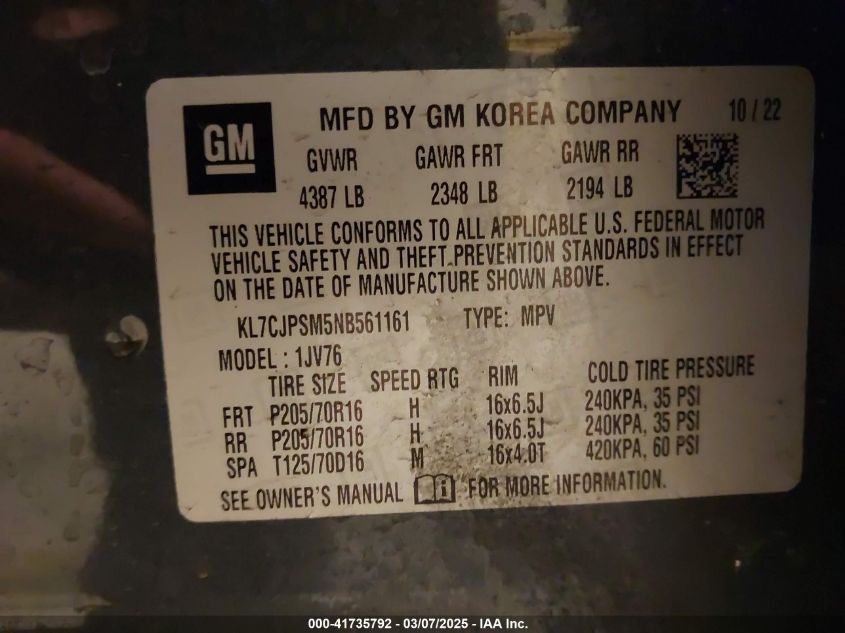 GM
MFD BY GM KOREA COMPANY 10 / 22
GVWR GAWR FRT GAWR RR
4387 LB 2348 LB 2194 LB
THIS VEHICLE CONFORMS TO ALL APPLICABLE U.S. FEDERAL MOTOR
VEHICLE SAFETY AND THEFT PREVENTION STANDARDS IN EFFECT
ON THE DATE OF MANUFACTURE SHOWN ABOVE.
KL7CJPSM5NB561161 TYPE: MPV
MODEL : 1JV76
TIRE SIZE SPEED RTG RIM COLD TIRE PRESSURE
FRT P205/70R16 H 16x6.5J 240KPA, 35 PSI
RR P205/70R16 H 16x6.5J 240KPA, 35 PSI
SPA T125/70D16 M 16x4.0T 420KPA, 60 PSI
SEE OWNER'S MANUAL FOR MORE INFORMATION.
000-41735792 - 03/07/2025 - IAA Inc.